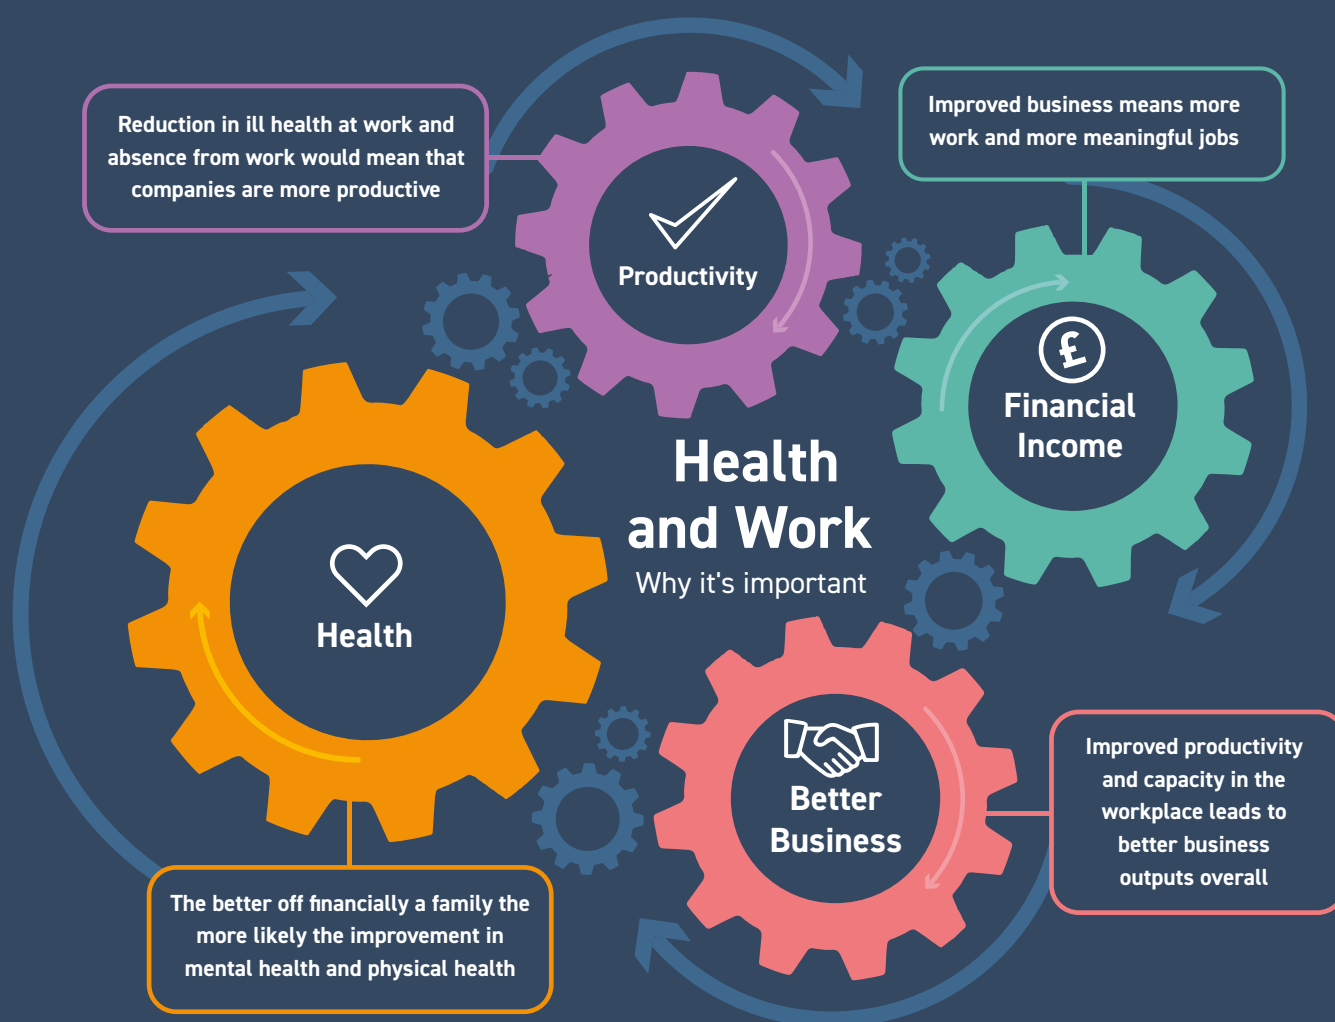 Reduction in ill health at work and
absence from work would mean that
companies are more productive
Productivity
Improved business means more
work and more meaningful jobs
£
Financial
Income
Health
and Work
Why it's important
Health
The better off financially a family the
more likely the improvement in
mental health and physical health
Better
Business
Improved productivity
and capacity in the
workplace leads to
better business
outputs overall